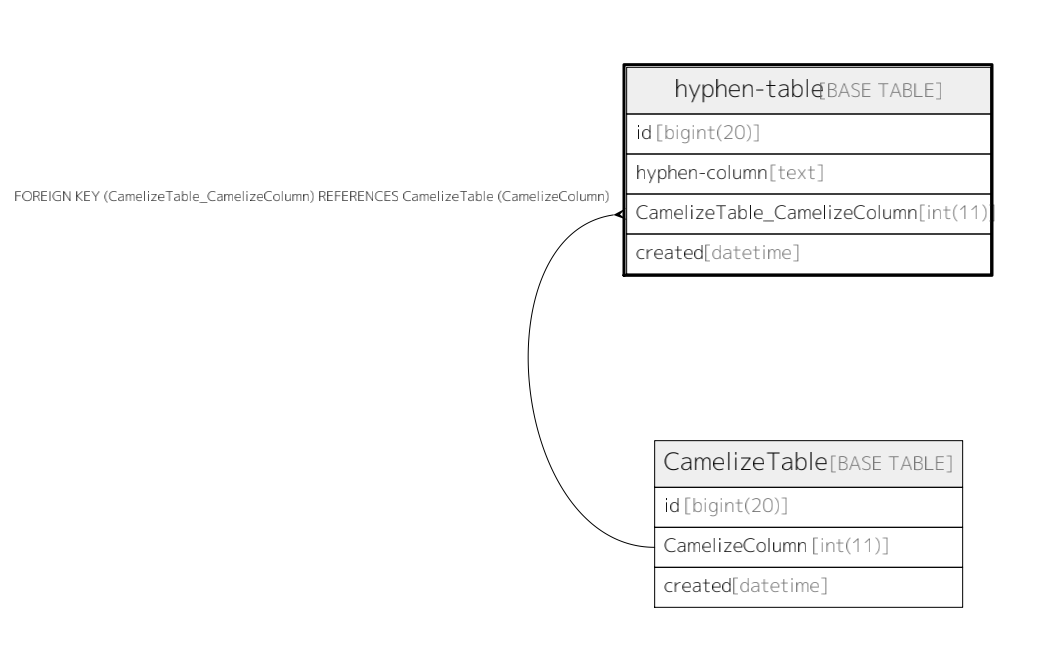 hyphen-table [BASE TABLE]
id [bigint(20)]
hyphen-column [text]
FOREIGN KEY (CamelizeTable_CamelizeColumn) REFERENCES CamelizeTable (CamelizeColumn)
CamelizeTable_CamelizeColumn [int(11)]
created [datetime]
CamelizeTable [BASE TABLE]
id [bigint(20)]
CamelizeColumn [int(11)]
created [datetime]